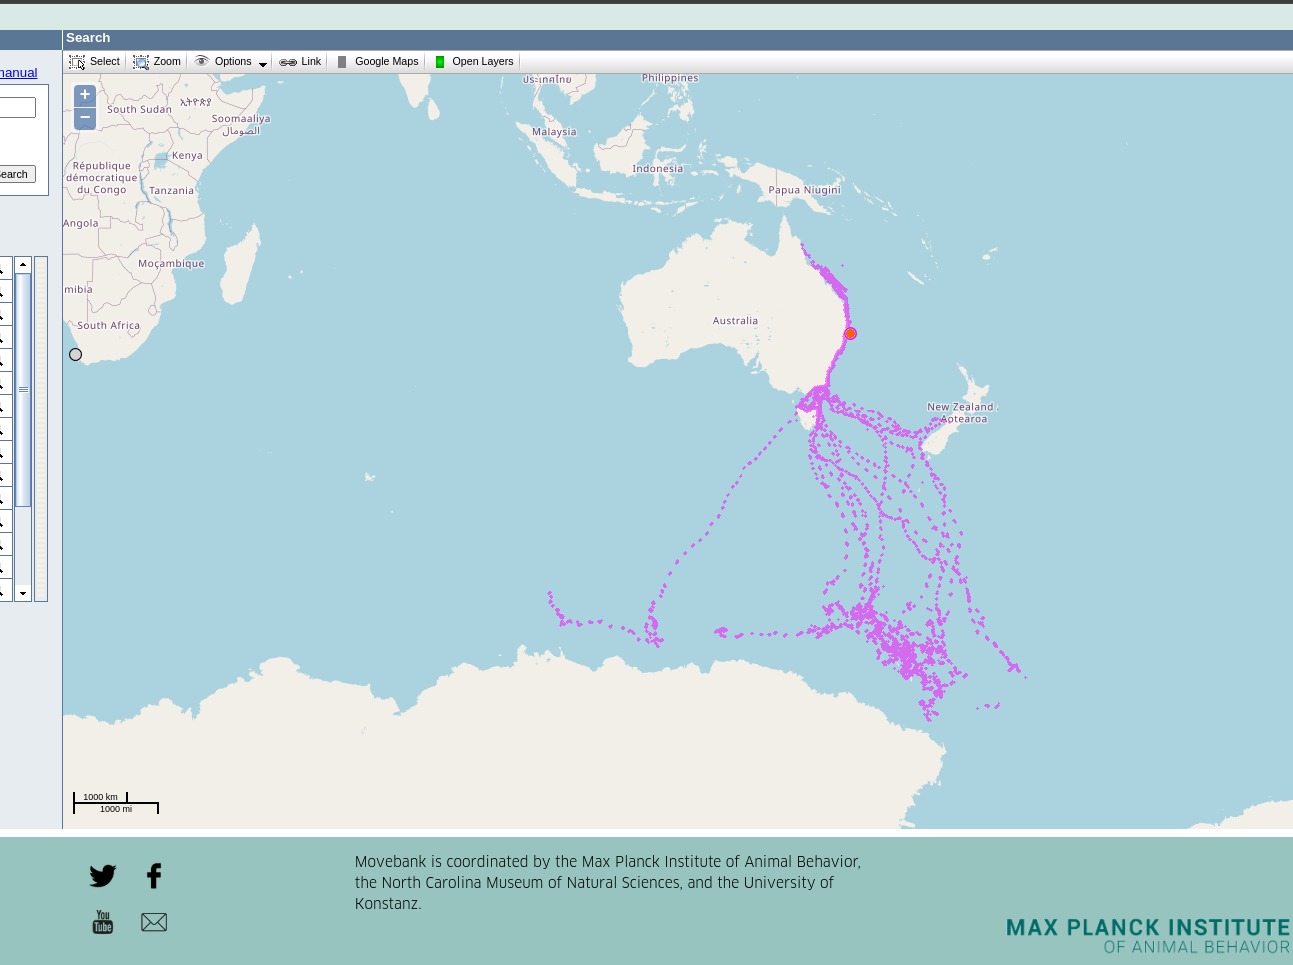 Search
Select
Zoom
Options
Link
Google Maps
Open Layers
manual
Search
+
−
ประเทศไทย
Philippines
South Sudan
ኢትዮጵያ
Soomaaliya
الصومال
Malaysia
Kenya
République
démocratique
du Congo
Indonesia
Tanzania
Papua Niugini
Angola
Moçambique
mibia
South Africa
Australia
New Zealand
Aotearoa
1000 km
1000 mi
Movebank is coordinated by the Max Planck Institute of Animal Behavior,
the North Carolina Museum of Natural Sciences, and the University of
Konstanz.
You
Tube
MAX PLANCK INSTITUTE
OF ANIMAL BEHAVIOR